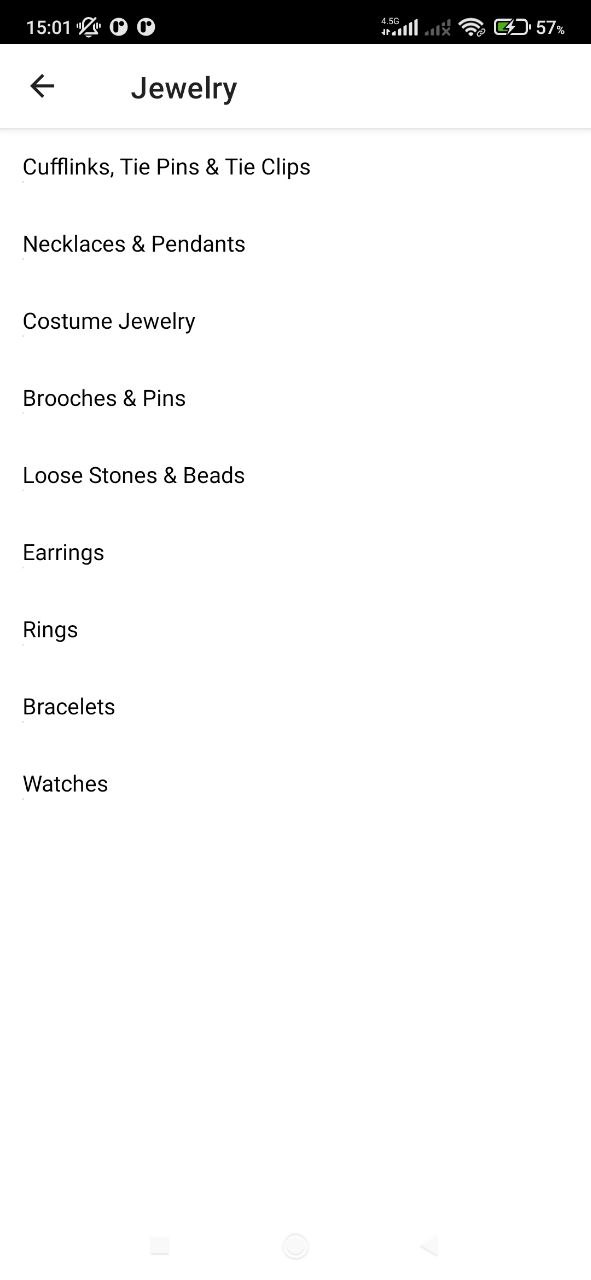 15:01 4.5G 57%
Jewelry
Cufflinks, Tie Pins & Tie Clips
Necklaces & Pendants
Costume Jewelry
Brooches & Pins
Loose Stones & Beads
Earrings
Rings
Bracelets
Watches